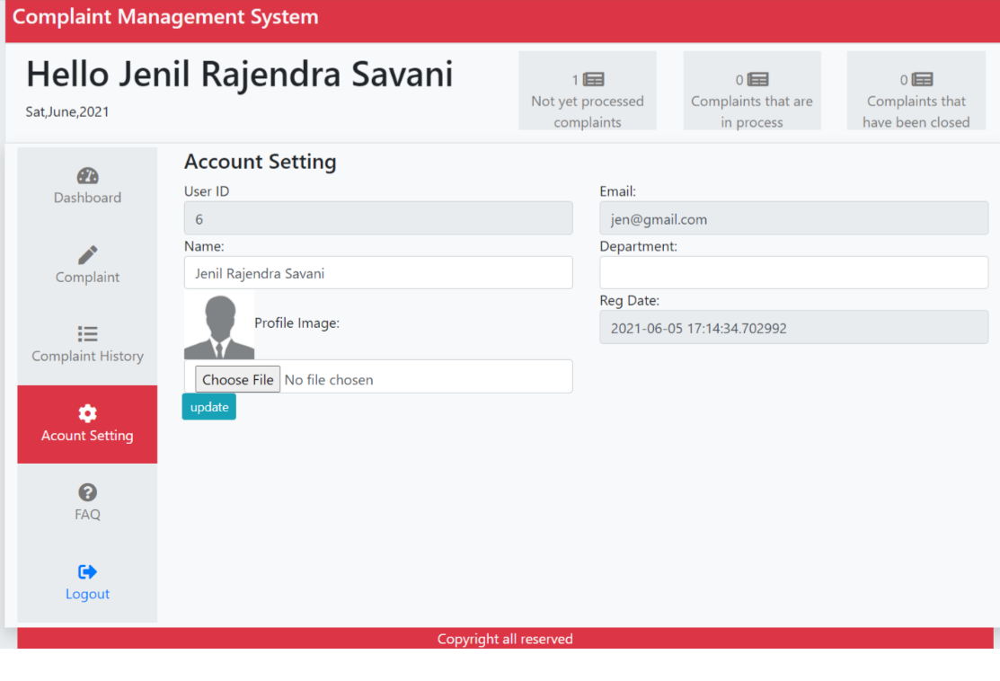 Complaint Management System
Hello Jenil Rajendra Savani
Sat,June,2021
1
Not yet processed
complaints
0
Complaints that are
in process
0
Complaints that
have been closed
Dashboard
Complaint
Complaint History
Acount Setting
FAQ
Logout
Account Setting
User ID
6
Email:
jen@gmail.com
Name:
Jenil Rajendra Savani
Department:
Profile Image:
Reg Date:
2021-06-05 17:14:34.702992
Choose File No file chosen
update
Copyright all reserved